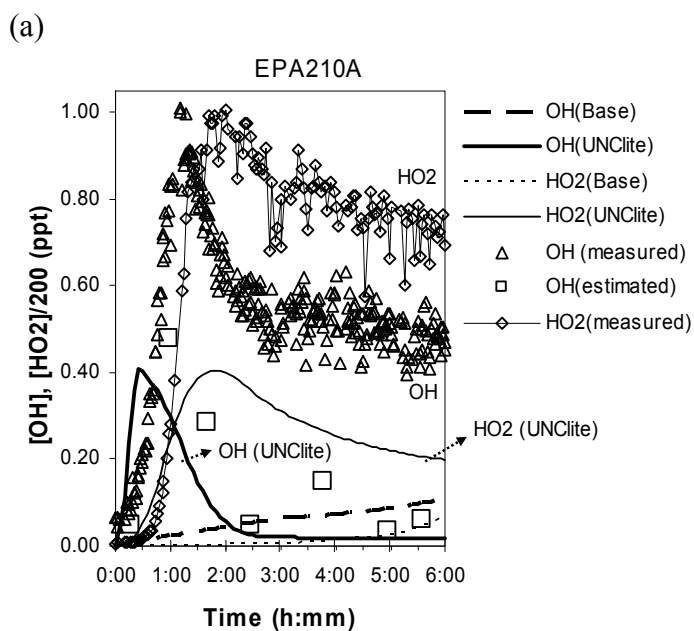 (a)
EPA210A
[OH], [HO2]/200 (ppt)
1.00
0.80
0.60
0.40
0.20
0.00
0:00 1:00 2:00 3:00 4:00 5:00 6:00
Time (h:mm)
HO2
OH
OH (UNClite)
HO2 (UNClite)
OH(Base)
OH(UNClite)
HO2(Base)
HO2(UNClite)
OH (measured)
OH(estimated)
HO2(measured)